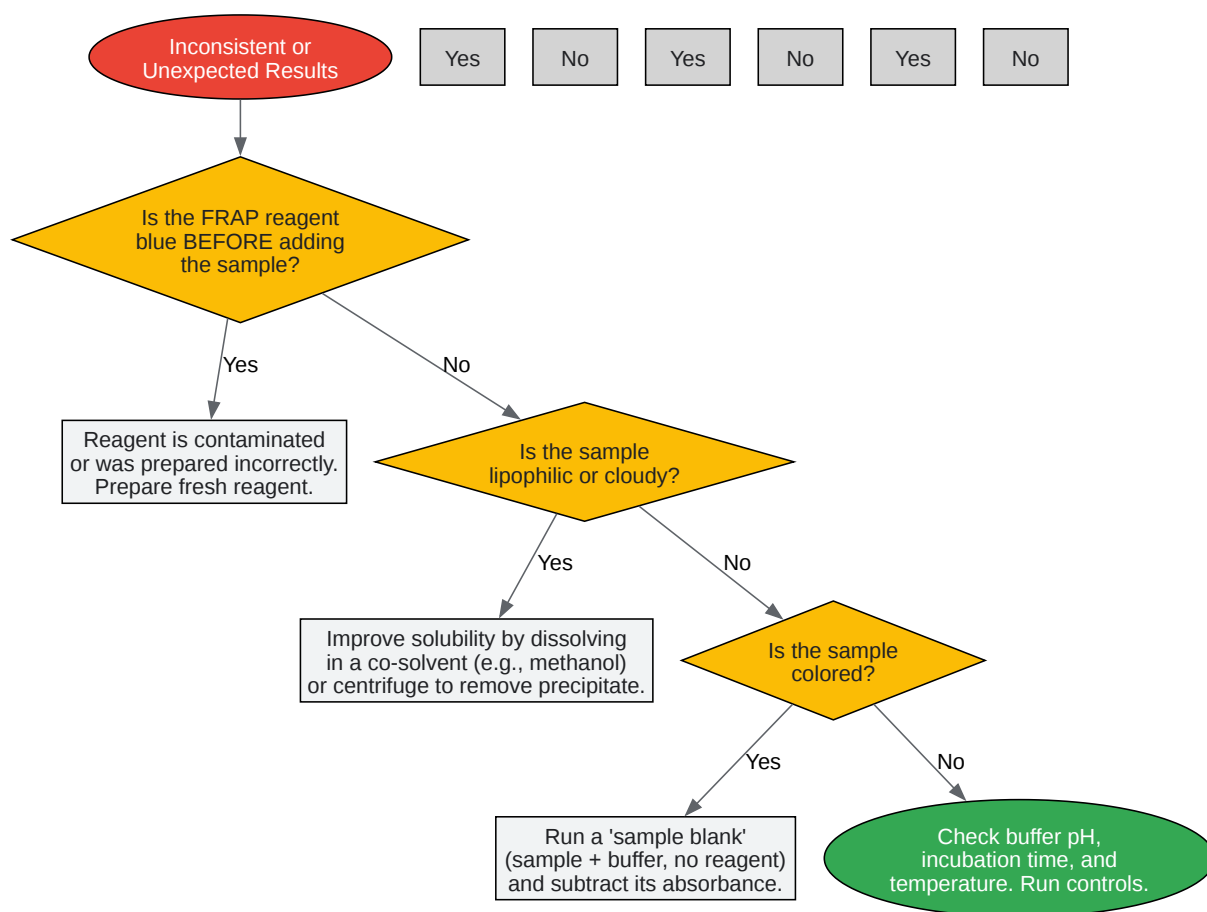 Inconsistent or
Unexpected Results
Yes
No
Yes
No
Yes
No
Is the FRAP reagent
blue BEFORE adding
the sample?
Yes
No
Reagent is contaminated
or was prepared incorrectly.
Prepare fresh reagent.
Is the sample
lipophilic or cloudy?
Yes
No
Improve solubility by dissolving
in a co-solvent (e.g., methanol)
or centrifuge to remove precipitate.
Is the sample
colored?
Yes
No
Run a 'sample blank'
(sample + buffer, no reagent)
and subtract its absorbance.
Check buffer pH,
incubation time, and
temperature. Run controls.